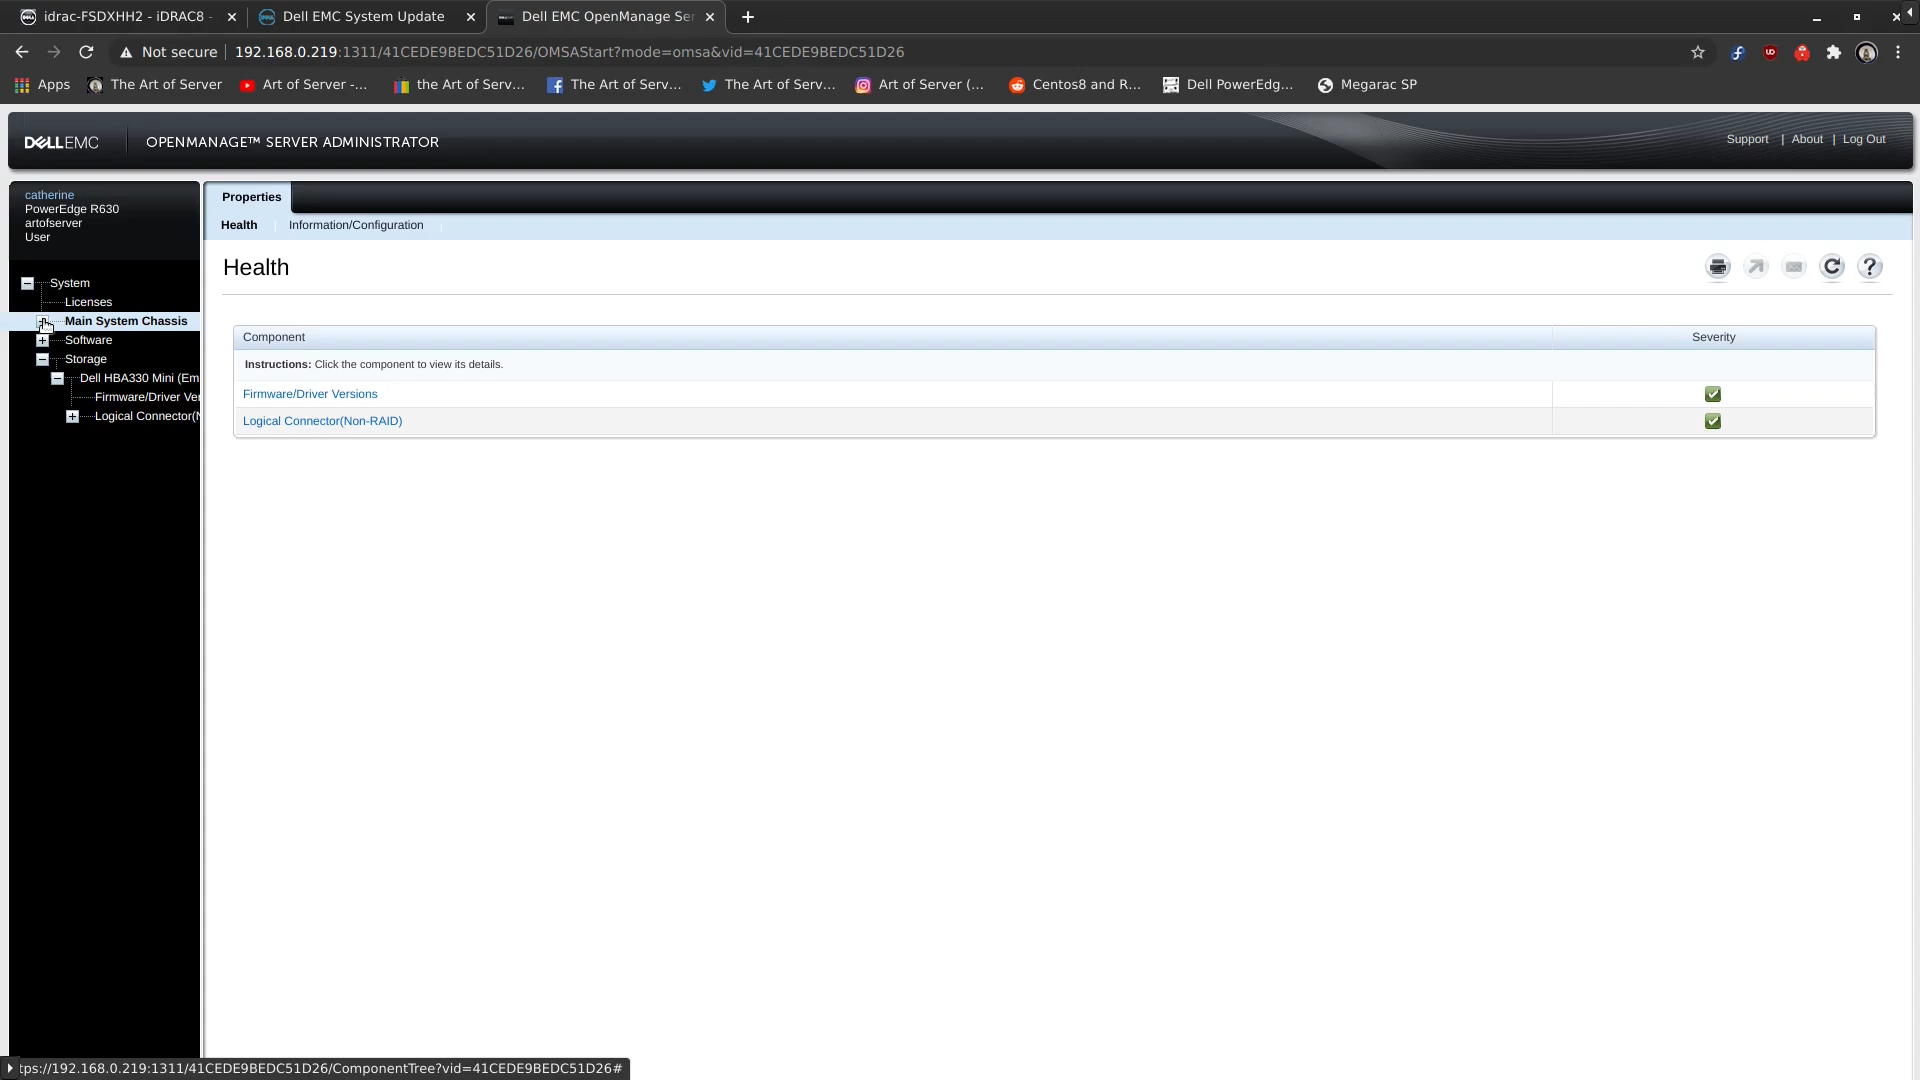 idrac-FSDXHH2 - iDRAC8 -
Dell EMC System Update
Dell EMC OpenManage Ser
Not secure
192.168.0.219:1311/41CEDE9BEDC51D26/OMSAStart?mode=omsa&vid=41CEDE9BEDC51D26
Apps
The Art of Server
Art of Server -...
the Art of Serv...
The Art of Serv...
The Art of Serv...
Art of Server (...
Centos8 and R...
Dell PowerEdg...
Megarac SP
DELLEMC
OPENMANAGE™ SERVER ADMINISTRATOR
Support | About | Log Out
catherine
PowerEdge R630
artofserver
User
System
Licenses
Main System Chassis
Software
Storage
Dell HBA330 Mini (Em
Firmware/Driver Ver
Logical Connector(N
Properties
Health
Information/Configuration
Health
Component
Severity
Instructions: Click the component to view its details.
Firmware/Driver Versions
Logical Connector(Non-RAID)
tps://192.168.0.219:1311/41CEDE9BEDC51D26/ComponentTree?vid=41CEDE9BEDC51D26#